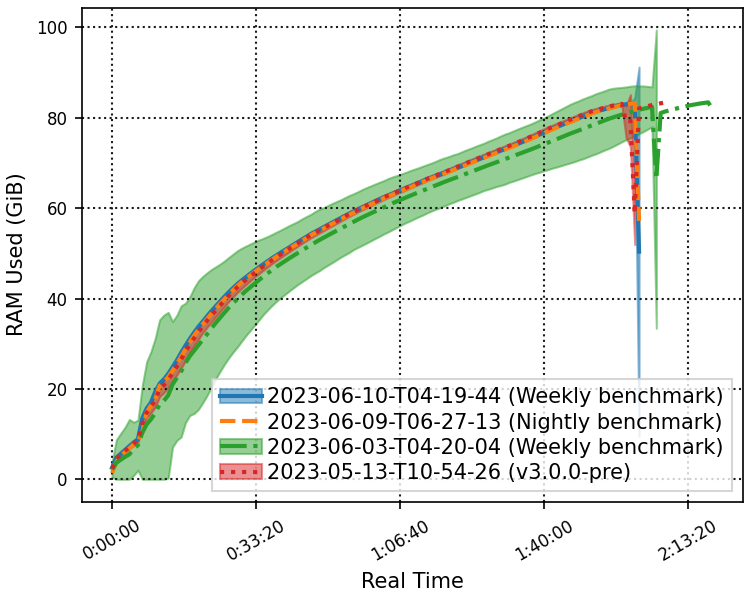 100
80
60
40
20
0
RAM Used (GiB)
2023-06-10-T04-19-44 (Weekly benchmark)
2023-06-09-T06-27-13 (Nightly benchmark)
2023-06-03-T04-20-04 (Weekly benchmark)
2023-05-13-T10-54-26 (v3.0.0-pre)
0:00:00
0:33:20
1:06:40
1:40:00
2:13:20
Real Time